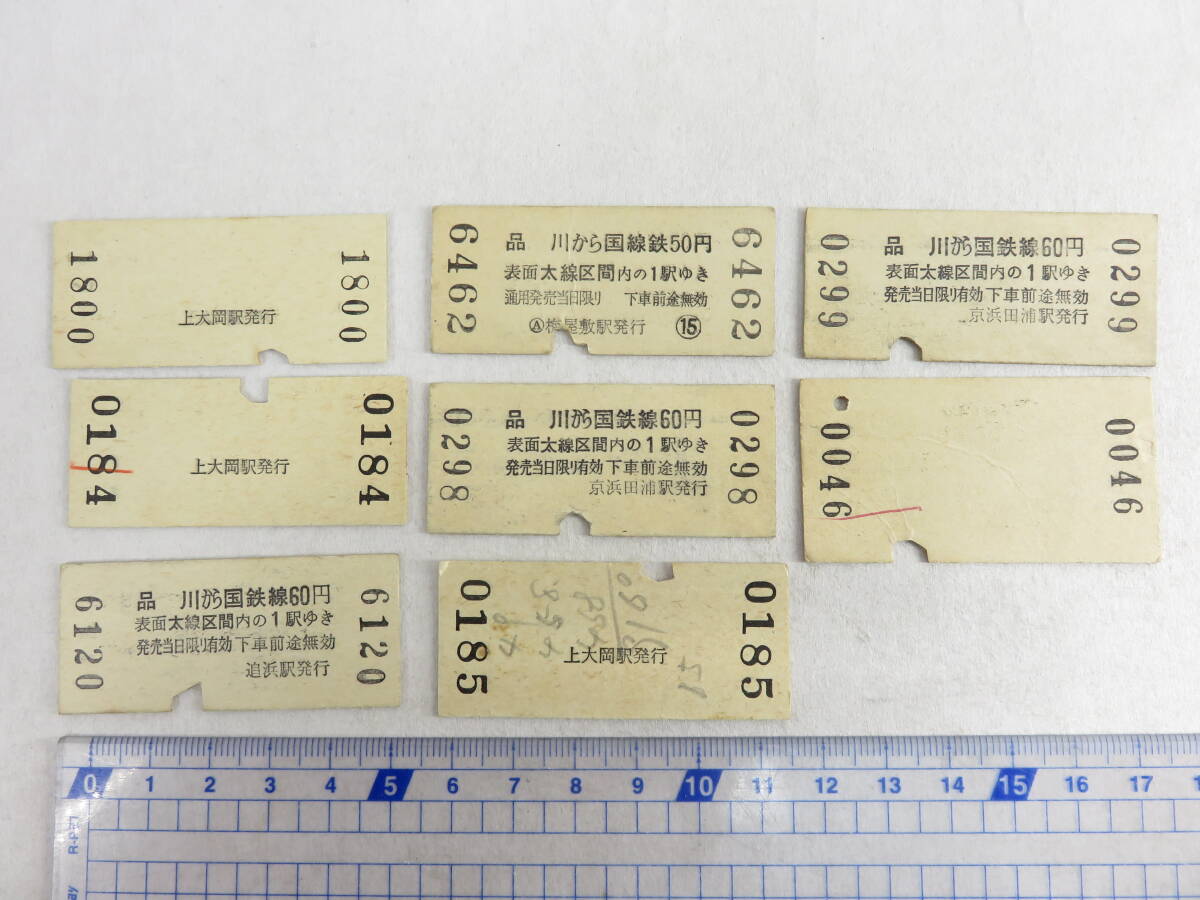 1800
上大岡駅発行
1800
6462
品 川から国線鉄50円
表面太線区間内の1駅ゆき
通用発売当日限り 下車前途無効
Ⓐ梅屋敷駅発行 ⑮
6462
0299
品 川から国鉄線60円
表面太線区間内の1駅ゆき
発売当日限り有効 下車前途無効
京浜田浦駅発行
0299
0184
上大岡駅発行
0184
0298
品 川から国鉄線60円
表面太線区間内の1駅ゆき
発売当日限り有効 下車前途無効
京浜田浦駅発行
0298
0046
0046
6120
品 川から国鉄線60円
表面太線区間内の1駅ゆき
発売当日限り有効 下車前途無効
追浜駅発行
6120
0185
上大岡駅発行
0185
0 1 2 3 4 5 6 7 8 9 10 11 12 13 14 15 16 17